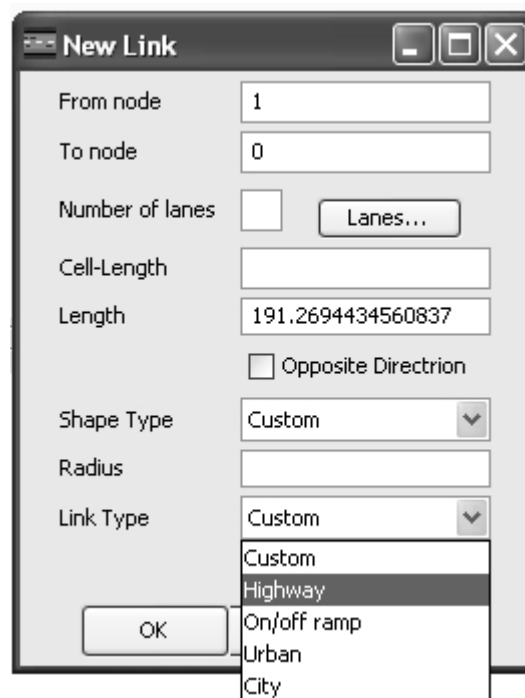 New Link
From node 1
To node 0
Number of lanes Lanes...
Cell-Length
Length 191.2694434560837
Opposite Directrion
Shape Type Custom
Radius
Link Type Custom
Custom
Highway
On/off ramp
OK Urban
City